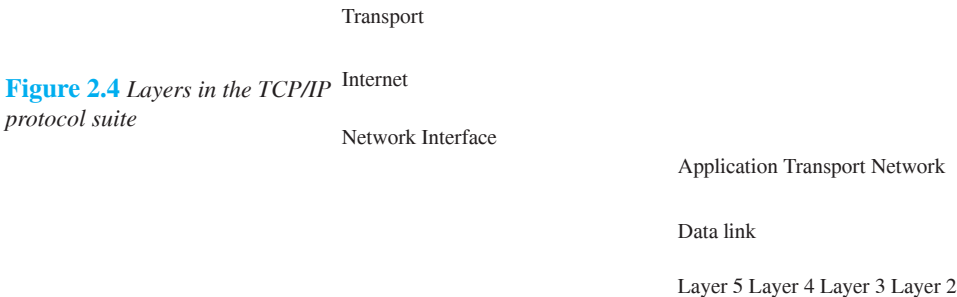 Transport
Figure 2.4 Layers in the TCP/IP
protocol suite
Internet
Network Interface
Application Transport Network
Data link
Layer 5 Layer 4 Layer 3 Layer 2